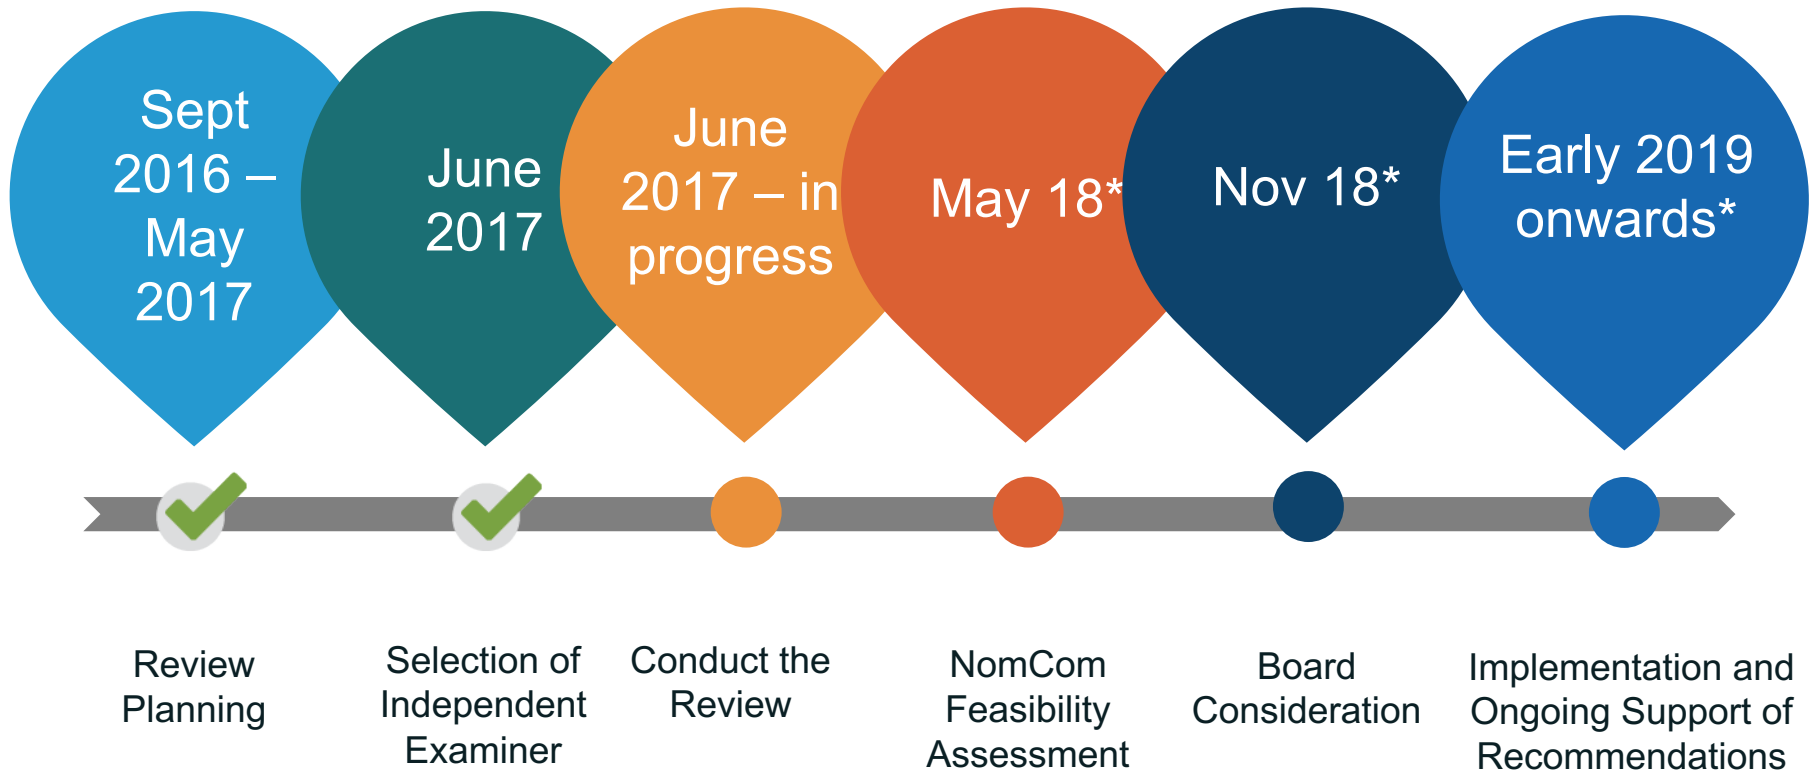 Sept
2016 –
May
2017
June
2017
June
2017 – in
progress
May 18*
Nov 18*
Early 2019
onwards*
Review
Planning
Selection of
Independent
Examiner
Conduct the
Review
NomCom
Feasibility
Assessment
Board
Consideration
Implementation and
Ongoing Support of
Recommendations